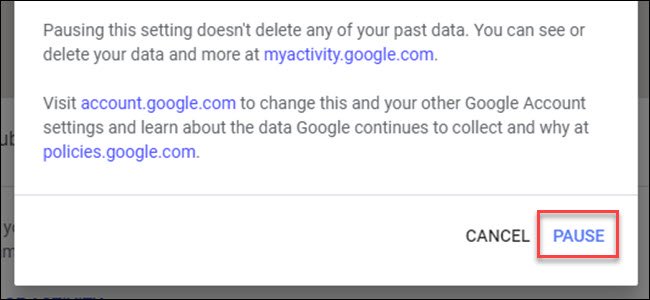 Pausing this setting doesn't delete any of your past data. You can see or
delete your data and more at myactivity.google.com.
Visit account.google.com to change this and your other Google Account
settings and learn about the data Google continues to collect and why at
policies.google.com.
CANCEL PAUSE